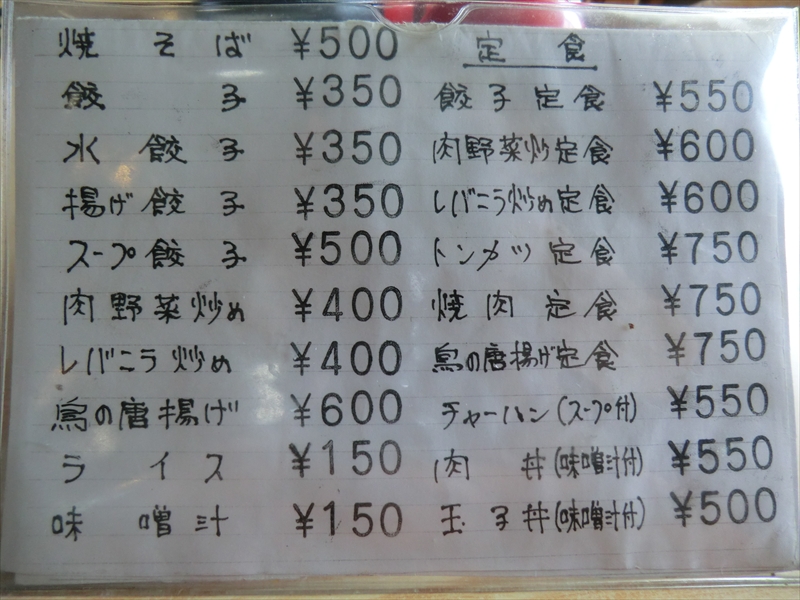 焼そば ¥500
餃子 ¥350
水餃子 ¥350
揚げ餃子 ¥350
スープ餃子 ¥500
肉野菜炒め ¥400
レバニラ炒め ¥400
鳥の唐揚げ ¥600
ライス ¥150
味噌汁 ¥150
定食
餃子定食 ¥550
肉野菜炒定食 ¥600
レバニラ炒め定食 ¥600
トンカツ定食 ¥750
焼肉定食 ¥750
鳥の唐揚げ定食 ¥750
チャーハン(スープ付) ¥550
肉丼(味噌汁付) ¥550
玉子丼(味噌汁付) ¥500